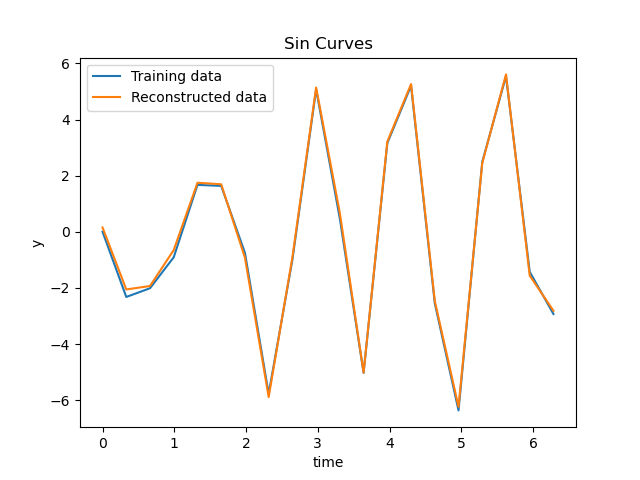 Sin Curves
Training data
Reconstructed data
6
4
2
0
−2
−4
−6
y
0 1 2 3 4 5 6
time